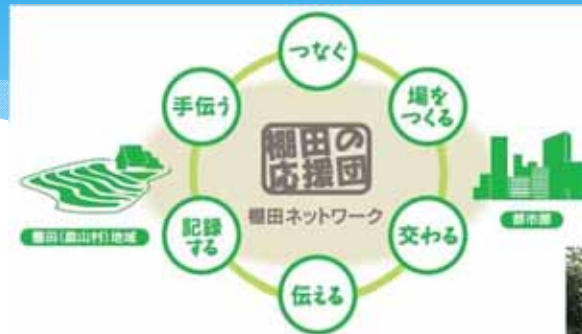 つなぐ
手伝う
場を
つくる
棚田の
応援団
棚田ネットワーク
棚田(農山村)地域
都市圏
記録
する
交わる
伝える